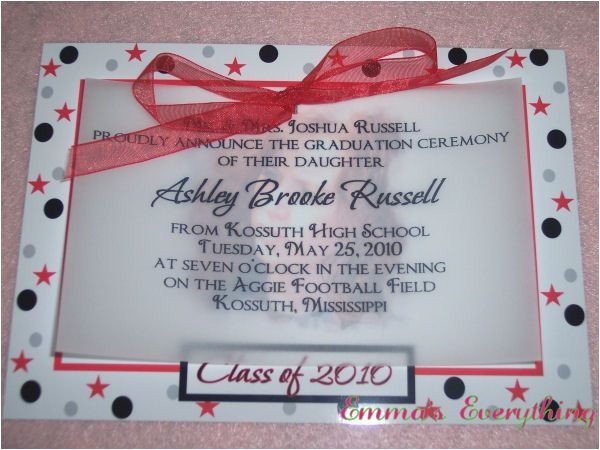 Mr. & Mrs. Joshua Russell
proudly announce the graduation ceremony
of their daughter
Ashley Brooke Russell
from Kossuth High School
Tuesday, May 25, 2010
at seven o'clock in the evening
on the Aggie Football Field
Kossuth, Mississippi
Class of 2010
Emma's Everything